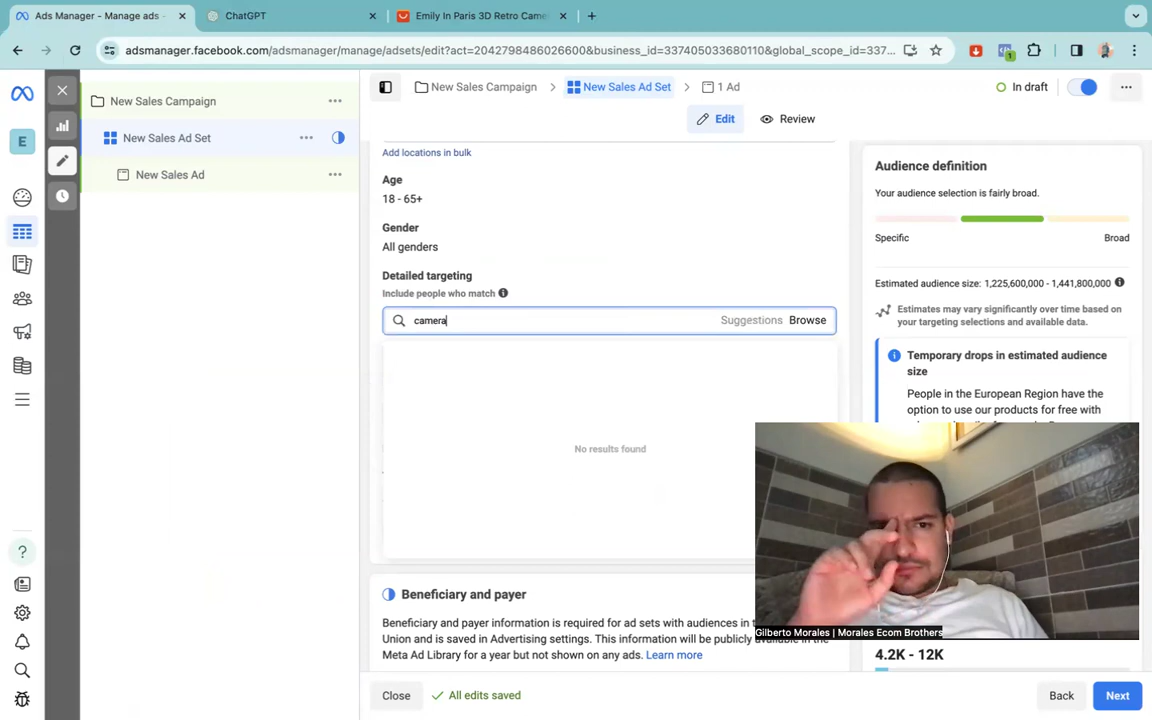 Ads Manager - Manage ads -
ChatGPT
Emily In Paris 3D Retro Came
adsmanager.facebook.com/adsmanager/manage/adsets/edit?act=2042798486026600&business_id=337405033680110&global_scope_id=337...
1
E
New Sales Campaign
New Sales Ad Set
New Sales Ad
New Sales Campaign
New Sales Ad Set
1 Ad
In draft
Edit
Review
Add locations in bulk
Age
18 - 65+
Gender
All genders
Detailed targeting
Include people who match
camera
Suggestions
Browse
No results found
Beneficiary and payer
Beneficiary and payer information is required for ad sets with audiences in t
Union and is saved in Advertising settings. This information will be publicly available in the
Meta Ad Library for a year but not shown on any ads. Learn more
Close
All edits saved
Back
Next
Audience definition
Your audience selection is fairly broad.
Specific
Broad
Estimated audience size: 1,225,600,000 - 1,441,800,000
Estimates may vary significantly over time based on
your targeting selections and available data.
Temporary drops in estimated audience
size
People in the European Region have the
option to use our products for free with
Gilberto Morales | Morales Ecom Brothers
4.2K - 12K